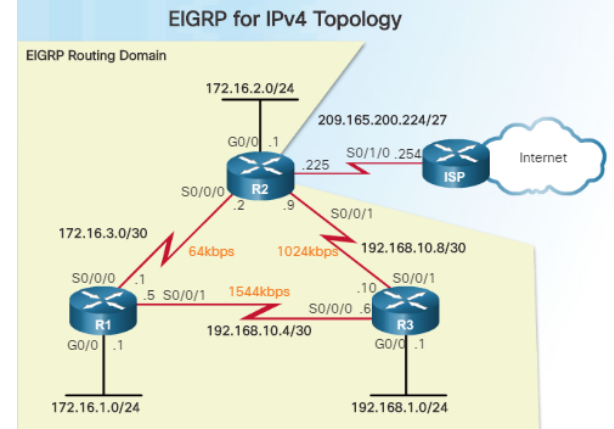 EIGRP for IPv4 Topology
EIGRP Routing Domain
172.16.2.0/24
209.165.200.224/27
G0/0 .1
.225 S0/1/0 .254
Internet
ISP
R2
S0/0/0 .2 .9
S0/0/1
172.16.3.0/30
64kbps
1024kbps
192.168.10.8/30
S0/0/0 .1
S0/0/1
.10
.5 S0/0/1 1544kbps
S0/0/0 .6
R1
R3
192.168.10.4/30
G0/0 .1
G0/0 .1
172.16.1.0/24
192.168.1.0/24